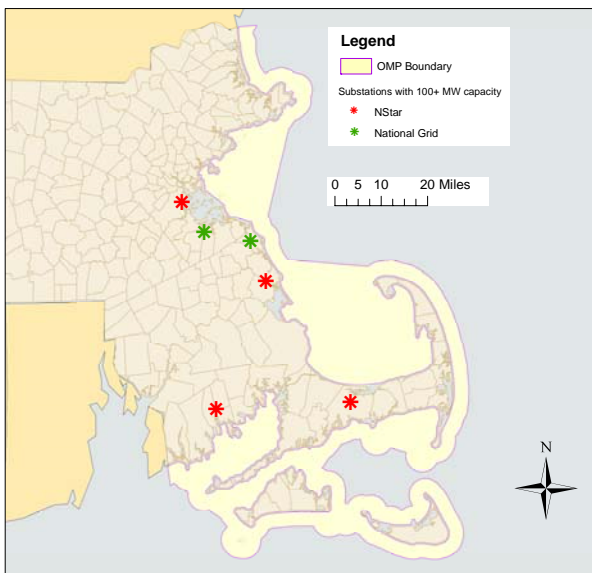 Legend
OMP Boundary
Substations with 100+ MW capacity
NStar
National Grid
0 5 10 20 Miles
N